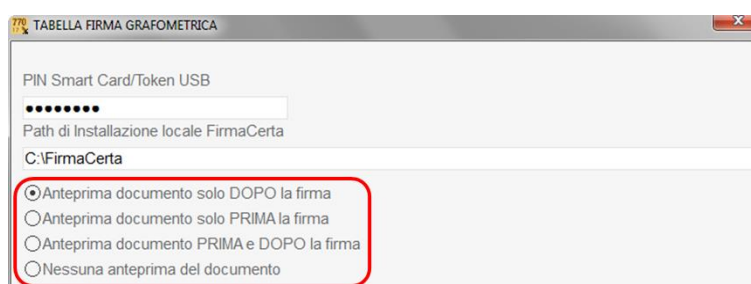 770
TABELLA FIRMA GRAFOMETRICA
PIN Smart Card/Token USB
●●●●●●●●
Path di Installazione locale FirmaCerta
C:\FirmaCerta
Anteprima documento solo DOPO la firma
Anteprima documento solo PRIMA la firma
Anteprima documento PRIMA e DOPO la firma
Nessuna anteprima del documento